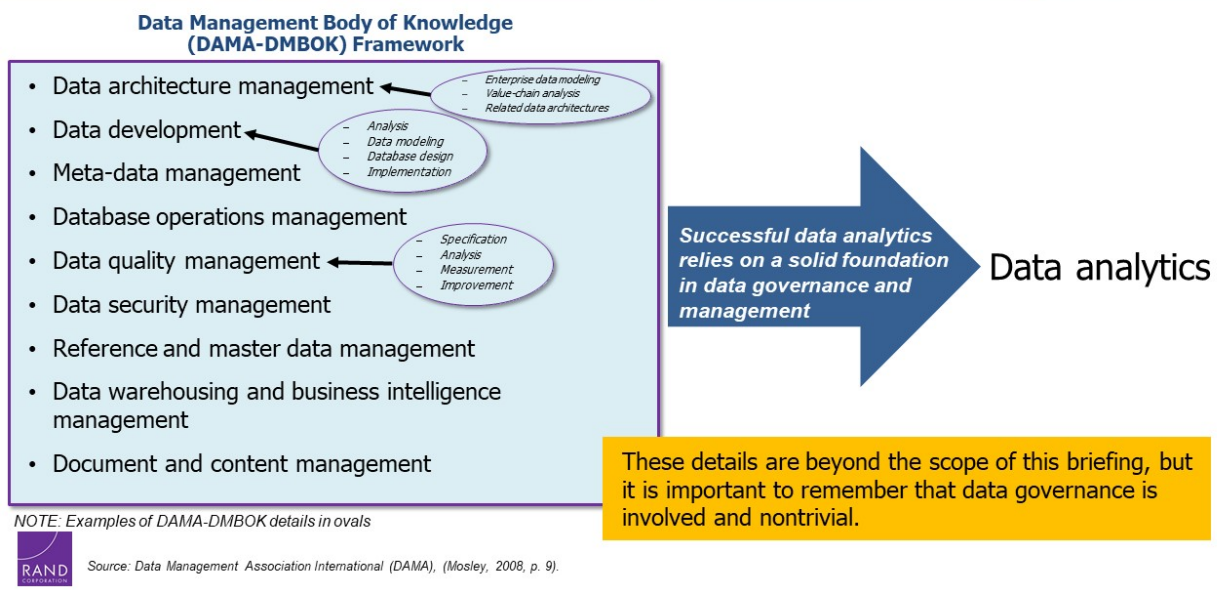 Data Management Body of Knowledge
(DAMA-DMBOK) Framework
• Data architecture management
– Enterprise data modeling
– Value-chain analysis
– Related data architectures
• Data development
– Analysis
– Data modeling
– Database design
– Implementation
• Meta-data management
• Database operations management
• Data quality management
– Specification
– Analysis
– Measurement
– Improvement
• Data security management
• Reference and master data management
• Data warehousing and business intelligence
management
• Document and content management
Successful data analytics
relies on a solid foundation
in data governance and
management
Data analytics
These details are beyond the scope of this briefing, but
it is important to remember that data governance is
involved and nontrivial.
NOTE: Examples of DAMA-DMBOK details in ovals
RAND
CORPORATION
Source: Data Management Association International (DAMA), (Mosley, 2008, p. 9).